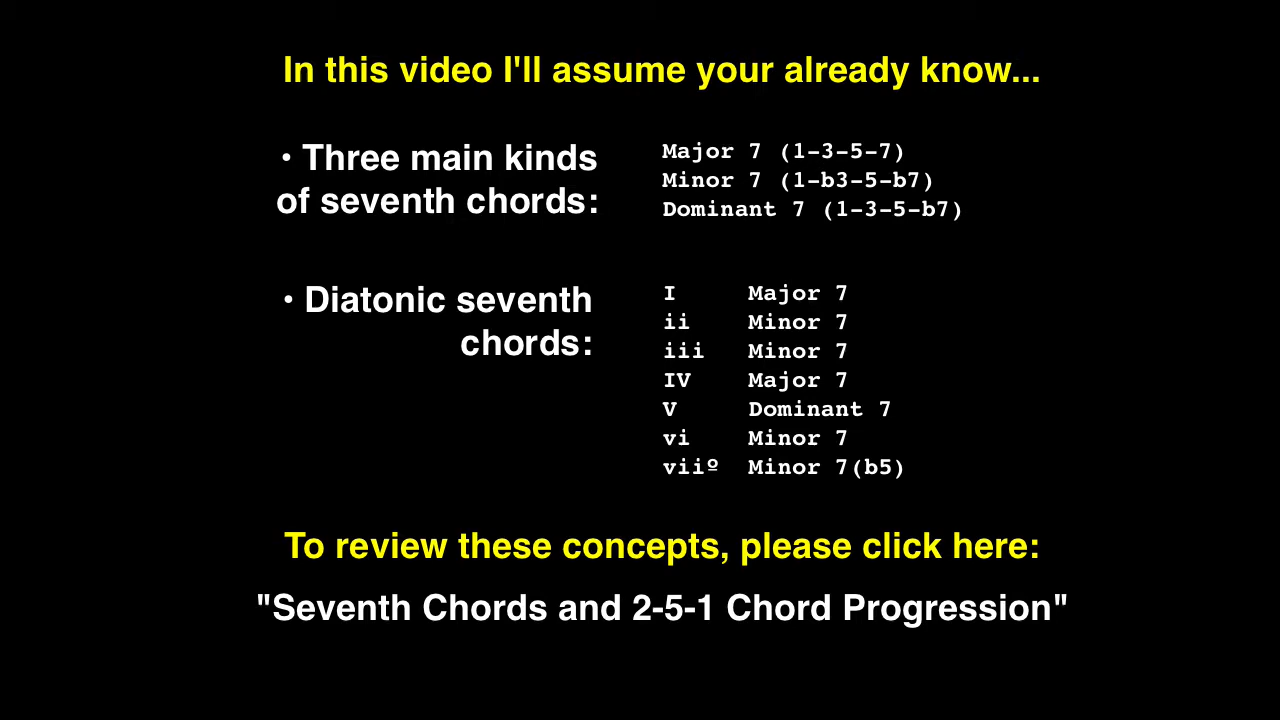 In this video I'll assume your already know...
• Three main kinds
of seventh chords:
Major 7 (1-3-5-7)
Minor 7 (1-b3-5-b7)
Dominant 7 (1-3-5-b7)
• Diatonic seventh
chords:
I Major 7
ii Minor 7
iii Minor 7
IV Major 7
V Dominant 7
vi Minor 7
viiº Minor 7(b5)
To review these concepts, please click here:
"Seventh Chords and 2-5-1 Chord Progression"